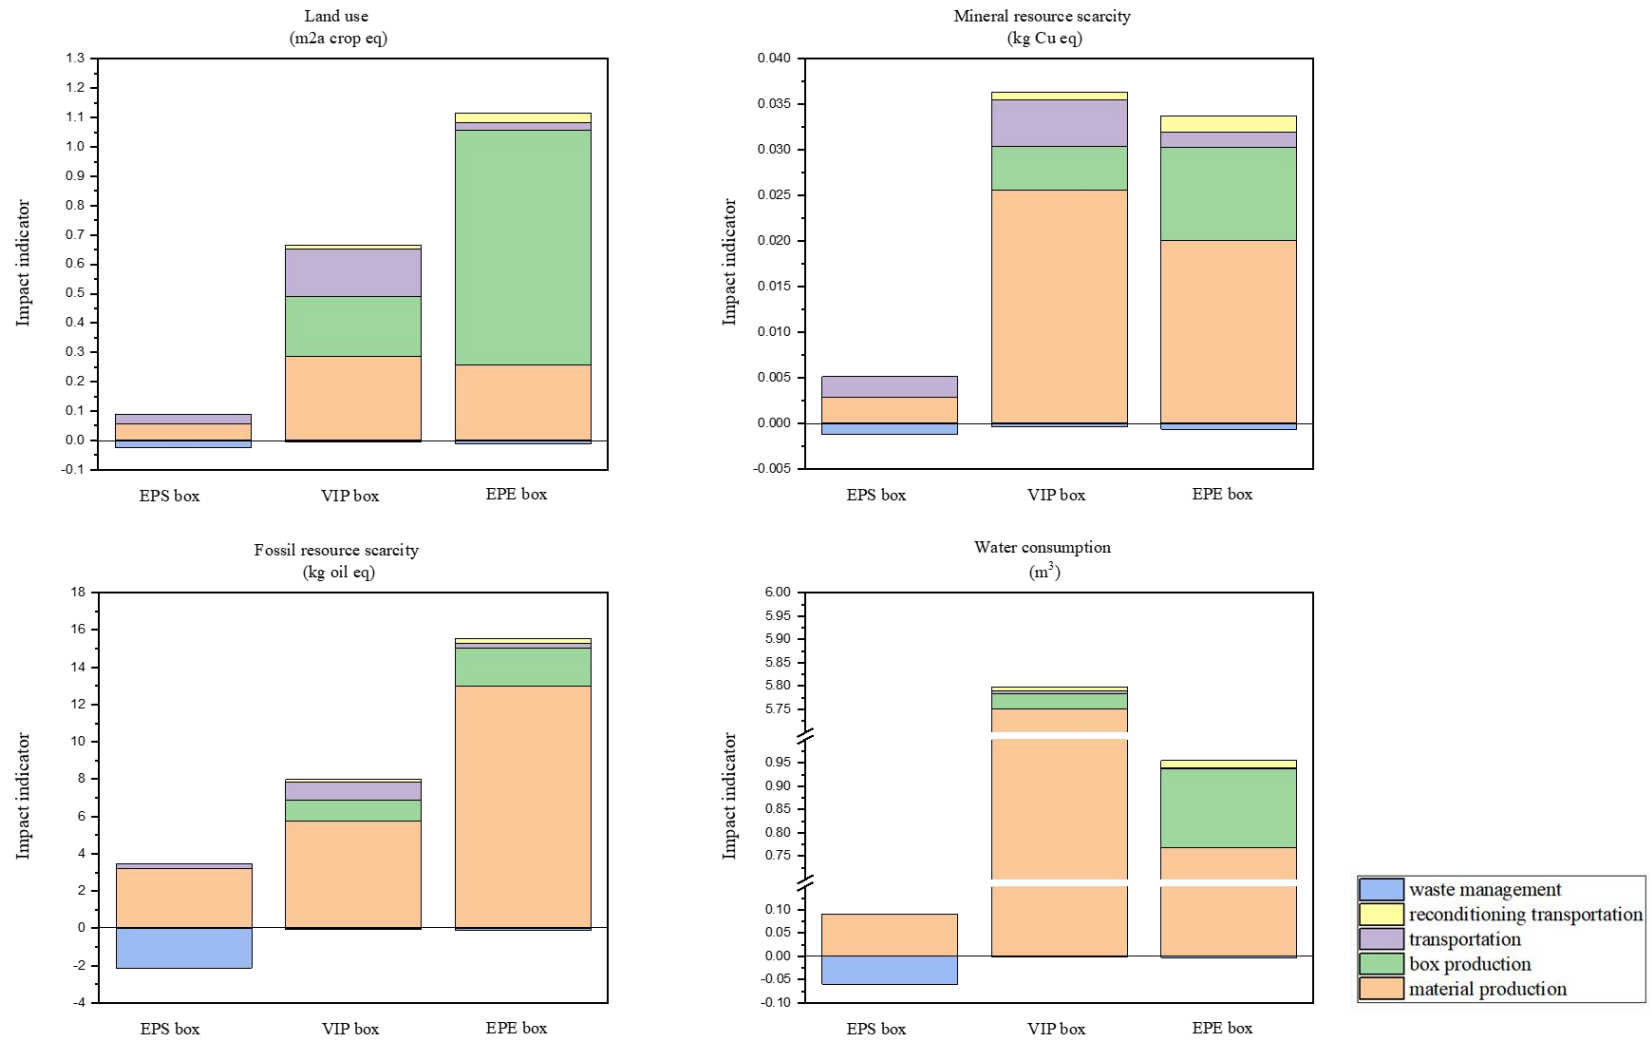 Land use
(m2a crop eq)
Impact indicator
1.3
1.2
1.1
1.0
0.9
0.8
0.7
0.6
0.5
0.4
0.3
0.2
0.1
0.0
-0.1
EPS box
VIP box
EPE box
Mineral resource scarcity
(kg Cu eq)
Impact indicator
0.040
0.035
0.030
0.025
0.020
0.015
0.010
0.005
0.000
-0.005
EPS box
VIP box
EPE box
Fossil resource scarcity
(kg oil eq)
Impact indicator
18
16
14
12
10
8
6
4
2
0
-2
-4
EPS box
VIP box
EPE box
Water consumption
(m³)
Impact indicator
6.00
5.95
5.90
5.85
5.80
5.75
0.95
0.90
0.85
0.80
0.75
0.10
0.05
0.00
-0.05
-0.10
EPS box
VIP box
EPE box
waste management
reconditioning transportation
transportation
box production
material production